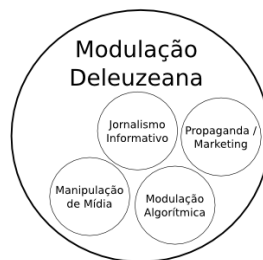 Modulação
Deleuzeana
Jornalismo
Informativo
Propaganda /
Marketing
Manipulação
de Mídia
Modulação
Algorítmica